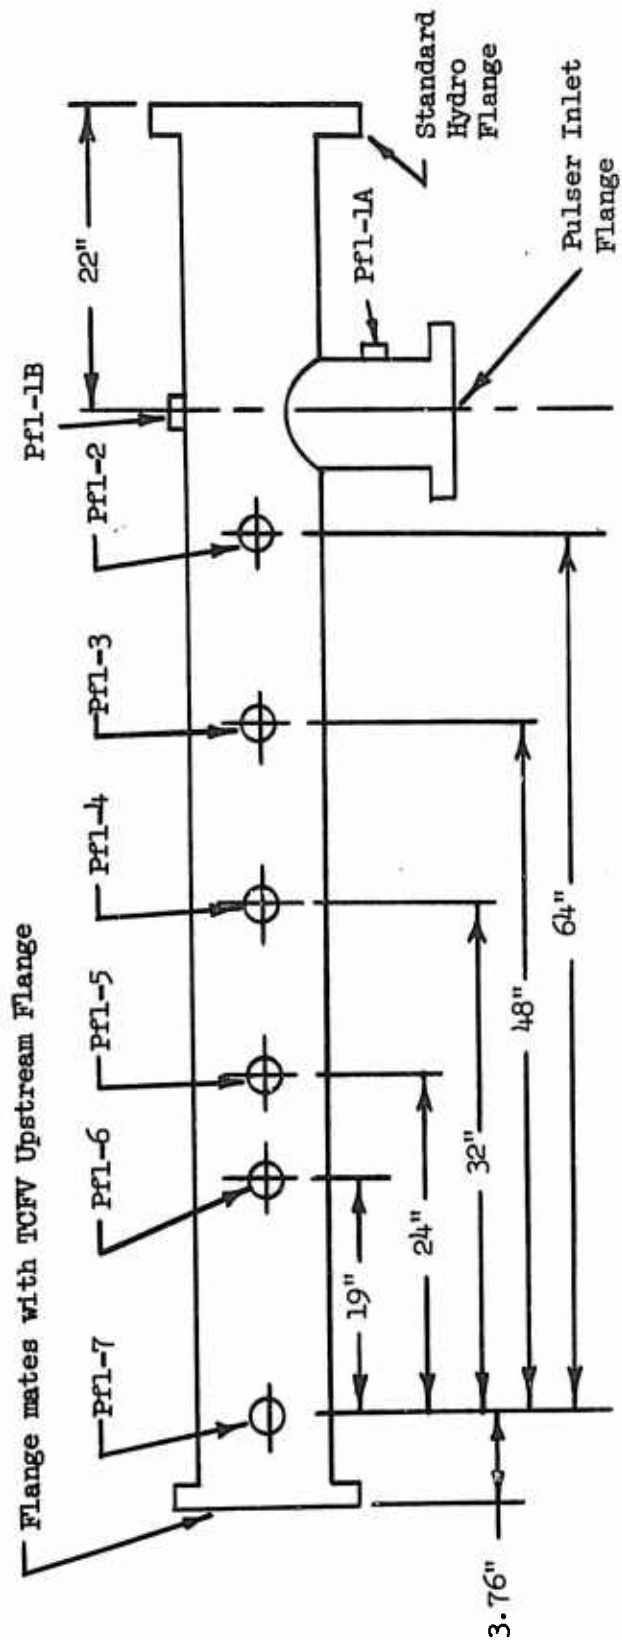 Flange mates with TCFV Upstream Flange
Pf1-7
Pf1-6
Pf1-5
Pf1-4
Pf1-3
Pf1-2
Pf1-1B
22"
Pf1-1A
Standard
Hydro
Flange
Pulser Inlet
Flange
19"
24"
32"
48"
64"
3.76"